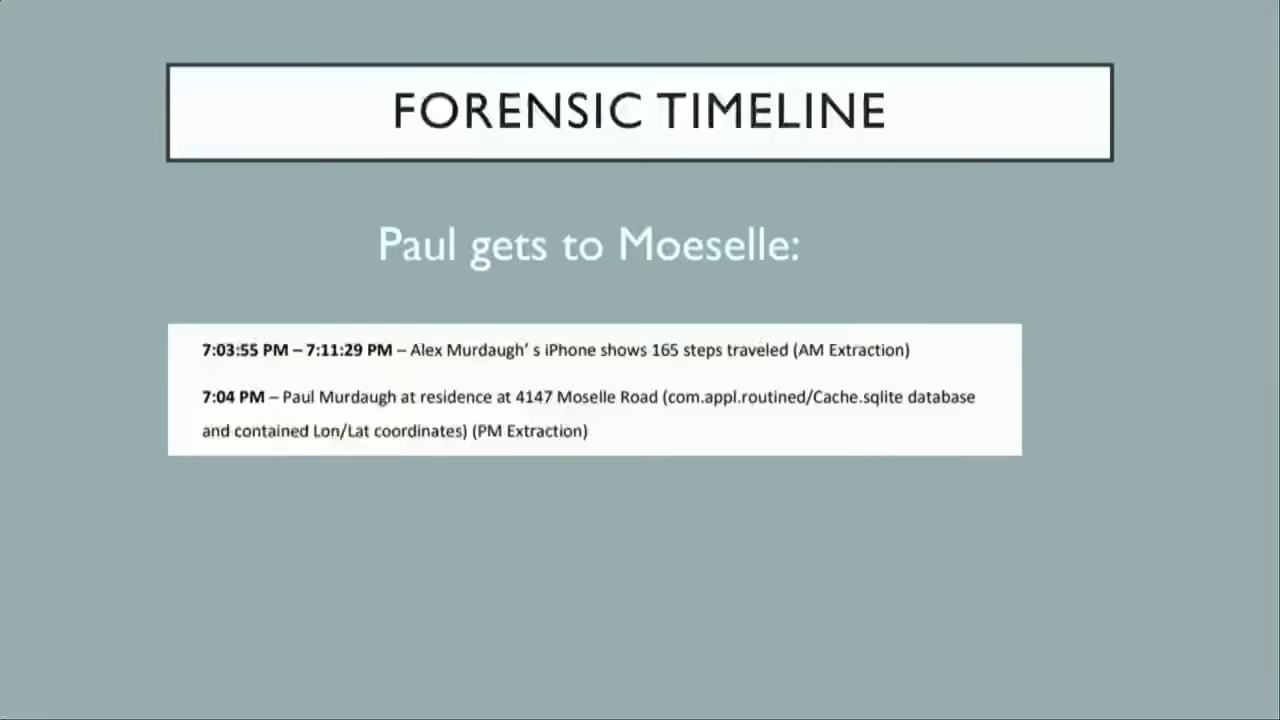 FORENSIC TIMELINE
Paul gets to Moeselle:
7:03:55 PM – 7:11:29 PM – Alex Murdaugh' s iPhone shows 165 steps traveled (AM Extraction)
7:04 PM – Paul Murdaugh at residence at 4147 Moselle Road (com.appl.routined/Cache.sqlite database
and contained Lon/Lat coordinates) (PM Extraction)